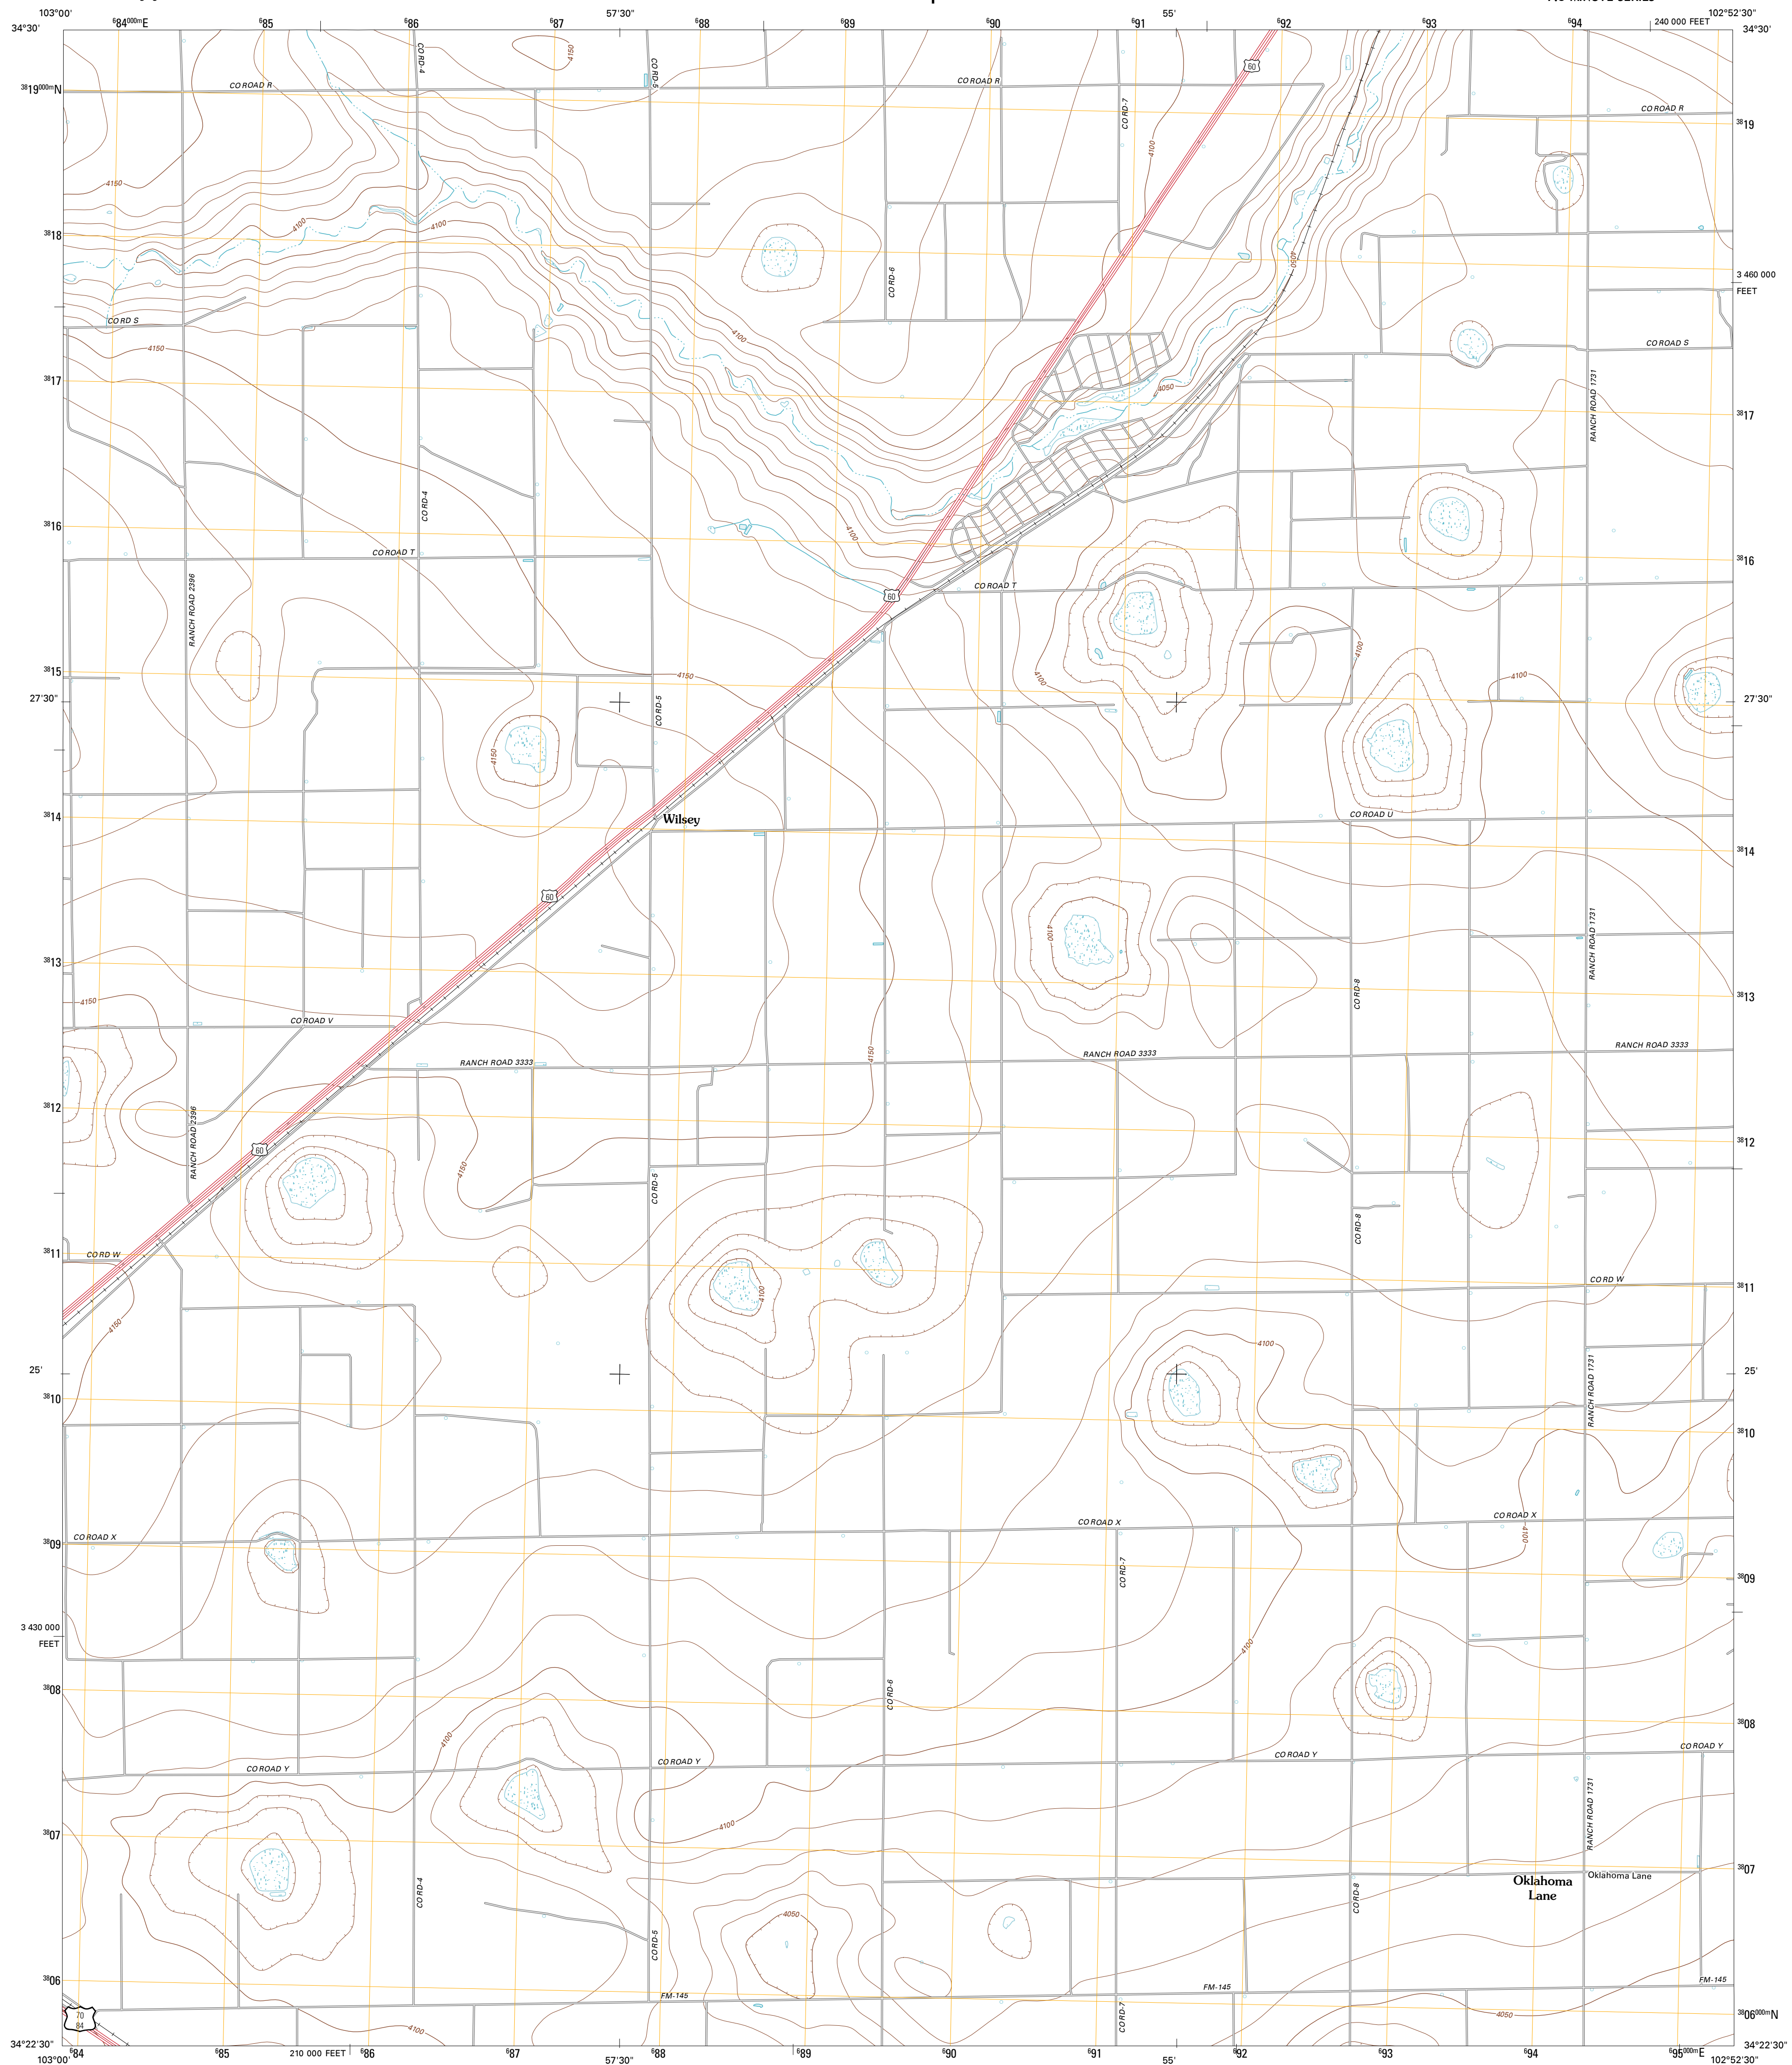 103°00'
⁶84⁰⁰⁰ᵐE
⁶85
⁶86
⁶87
57'30"
⁶88
⁶89
⁶90
⁶91
55'
⁶92
⁶93
⁶94
240 000 FEET
102°52'30"
34°30'
34°30'
4150
CO RD-4
CO RD-5
60
³⁸19⁰⁰⁰ᵐN
CO ROAD R
CO ROAD R
CO RD-7
CO ROAD R
³⁸19
4100
4150
4100
4100
³⁸18
4050
CO RD-6
3 460 000
FEET
CO RD S
4150
4100
CO ROAD S
³⁸17
4050
RANCH ROAD 1731
³⁸17
CO RD-4
³⁸16
4100
CO ROAD T
³⁸16
RANCH ROAD 2396
CO ROAD T
60
³⁸15
4150
4100
4100
4100
27'30"
CO RD-5
27'30"
4150
³⁸14
Wilsey
CO ROAD U
³⁸14
60
4100
RANCH ROAD 1731
³⁸13
CO RD-8
³⁸13
4150
CO ROAD V
4150
RANCH ROAD 3333
RANCH ROAD 3333
RANCH ROAD 3333
³⁸12
RANCH ROAD 2396
60
4150
³⁸12
CO RD-5
CO RD-8
³⁸11
CO RD W
4100
CO RD W
³⁸11
4150
4100
25'
25'
³⁸10
RANCH ROAD 1731
³⁸10
CO ROAD X
CO ROAD X
CO ROAD X
4100
³⁸09
CO RD-7
³⁸09
3 430 000
FEET
4100
³⁸08
CO RD-6
³⁸08
4100
CO ROAD Y
CO ROAD Y
CO ROAD Y
CO ROAD Y
RANCH ROAD 1731
³⁸07
4100
³⁸07
CO RD-4
Oklahoma Lane
Oklahoma
Lane
CO RD-8
4050
CO RD-5
³⁸06
FM-145
FM-145
FM-145
70
84
4100
CO RD-7
4050
³⁸06⁰⁰⁰ᵐN
34°22'30"
34°22'30"
103°00'
⁶84
⁶85
210 000 FEET
⁶86
⁶87
57'30"
⁶88
⁶89
⁶90
⁶91
55'
⁶92
⁶93
⁶94
102°52'30"